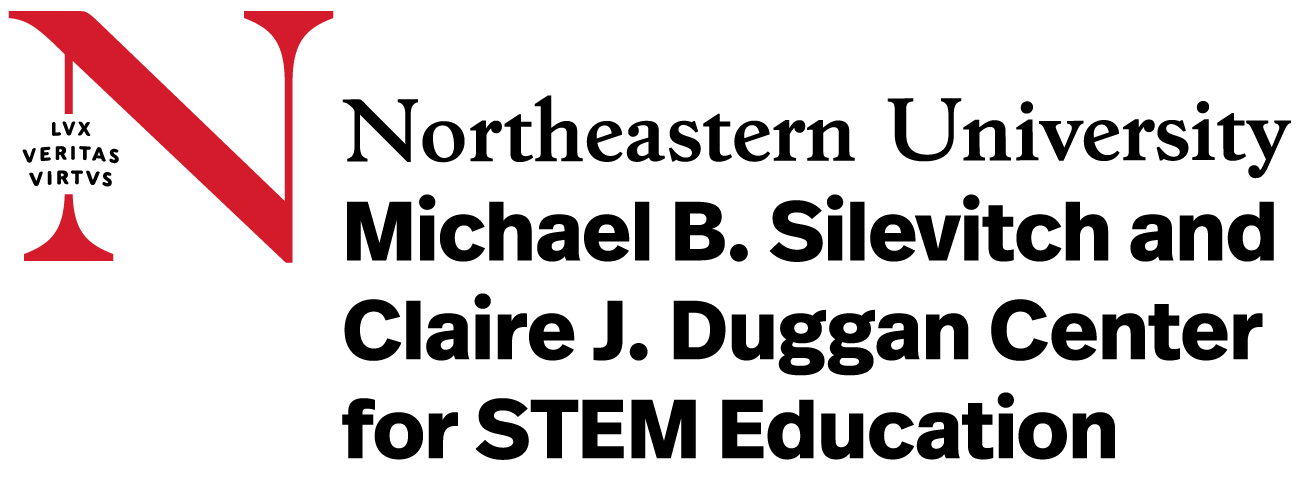 N
LVX
VERITAS
VIRTVS
Northeastern University
Michael B. Silevitch and
Claire J. Duggan Center
for STEM Education